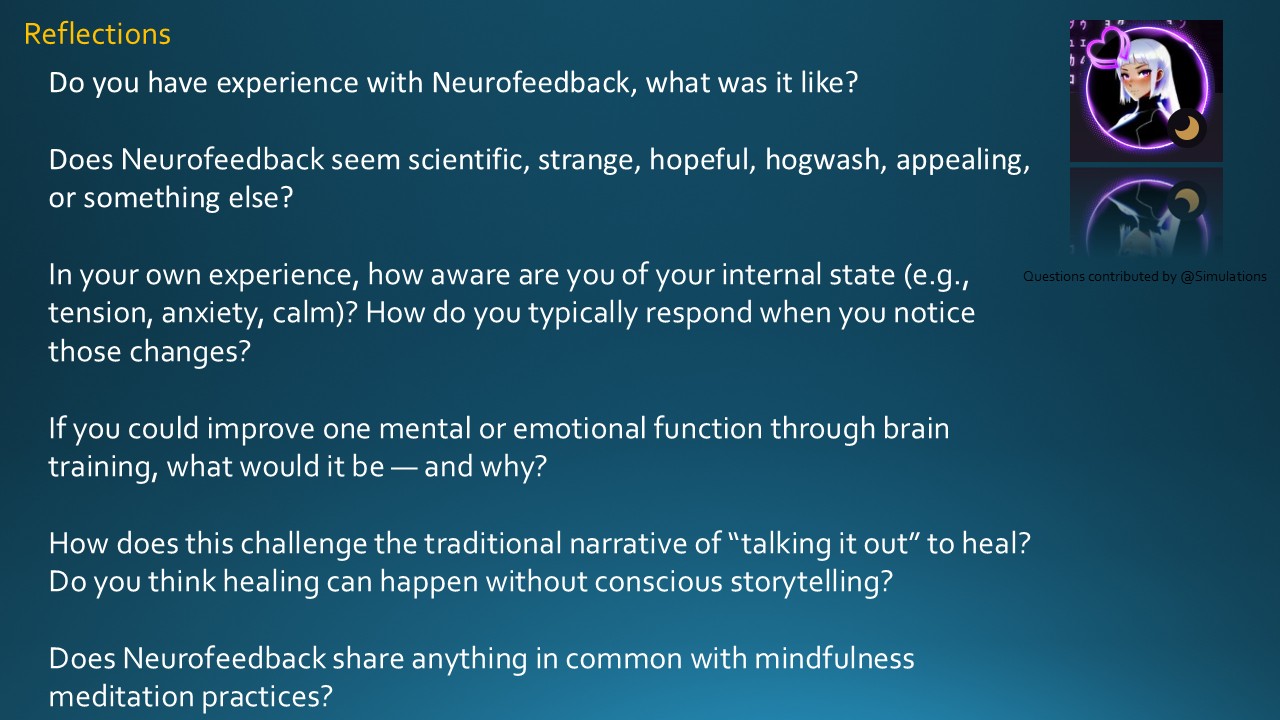 Reflections
Do you have experience with Neurofeedback, what was it like?
Does Neurofeedback seem scientific, strange, hopeful, hogwash, appealing,
or something else?
In your own experience, how aware are you of your internal state (e.g.,
tension, anxiety, calm)? How do you typically respond when you notice
those changes?
If you could improve one mental or emotional function through brain
training, what would it be — and why?
How does this challenge the traditional narrative of “talking it out” to heal?
Do you think healing can happen without conscious storytelling?
Does Neurofeedback share anything in common with mindfulness
meditation practices?
Questions contributed by @Simulations